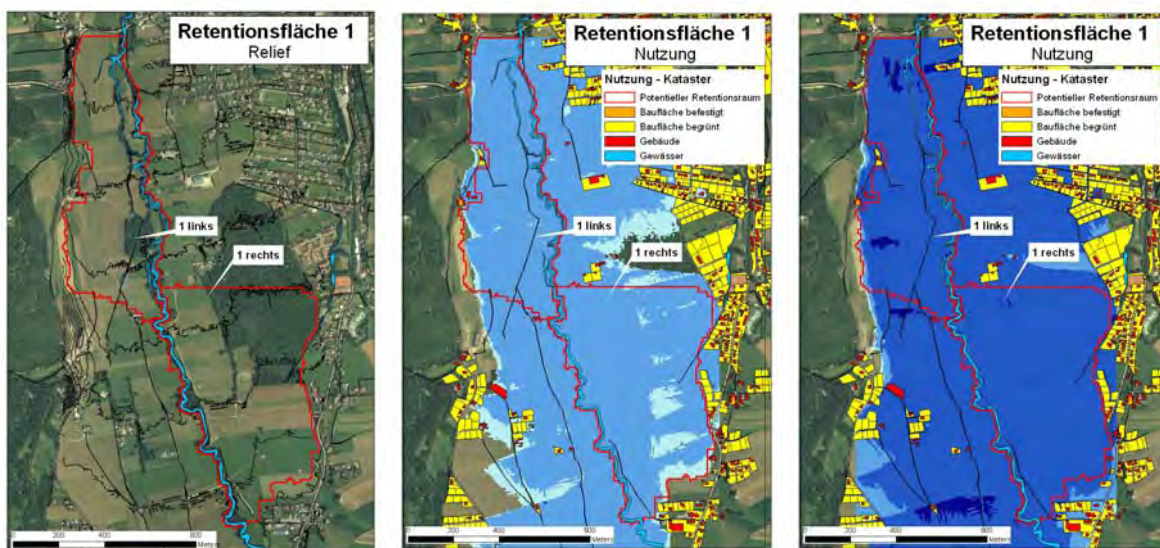 Retentionsfläche 1
Relief
1 links
1 rechts
0 200 400 600 800
Meters
Retentionsfläche 1
Nutzung
Nutzung - Kataster
Potentieller Retentionsraum
Baufläche befestigt
Baufläche begrünt
Gebäude
Gewässer
1 links
1 rechts
0 200 400 800
Meters
Retentionsfläche 1
Nutzung
Nutzung - Kataster
Potentieller Retentionsraum
Baufläche befestigt
Baufläche begrünt
Gebäude
Gewässer
1 links
1 rechts
0 200 400
Meters